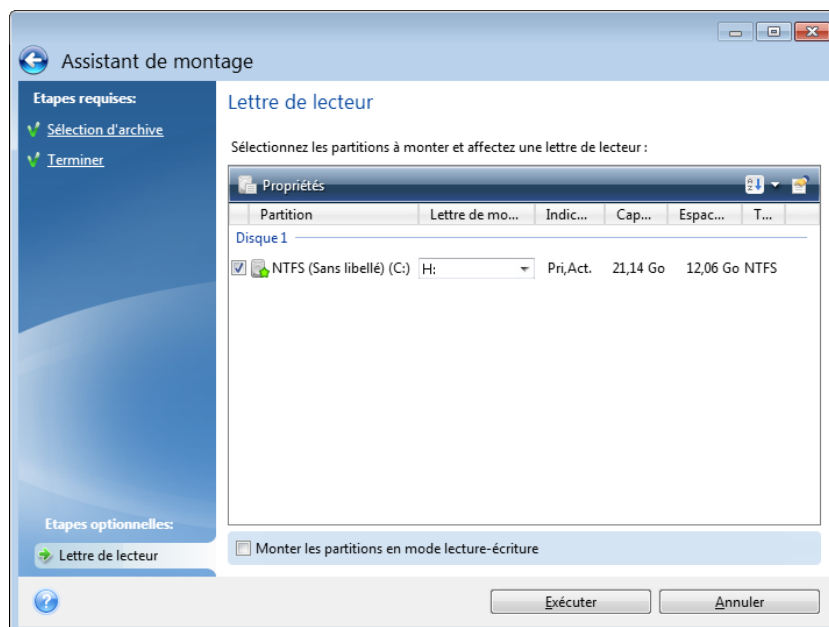 Assistant de montage
Etapes requises:
Sélection d'archive
Terminer
Lettre de lecteur
Sélectionnez les partitions à monter et affectez une lettre de lecteur :
Propriétés
Partition Lettre de mo... Indic... Cap... Espac... T...
Disque 1
NTFS (Sans libellé) (C:) H: Pri,Act. 21,14 Go 12,06 Go NTFS
Etapes optionnelles:
Lettre de lecteur
Monter les partitions en mode lecture-écriture
Exécuter Annuler